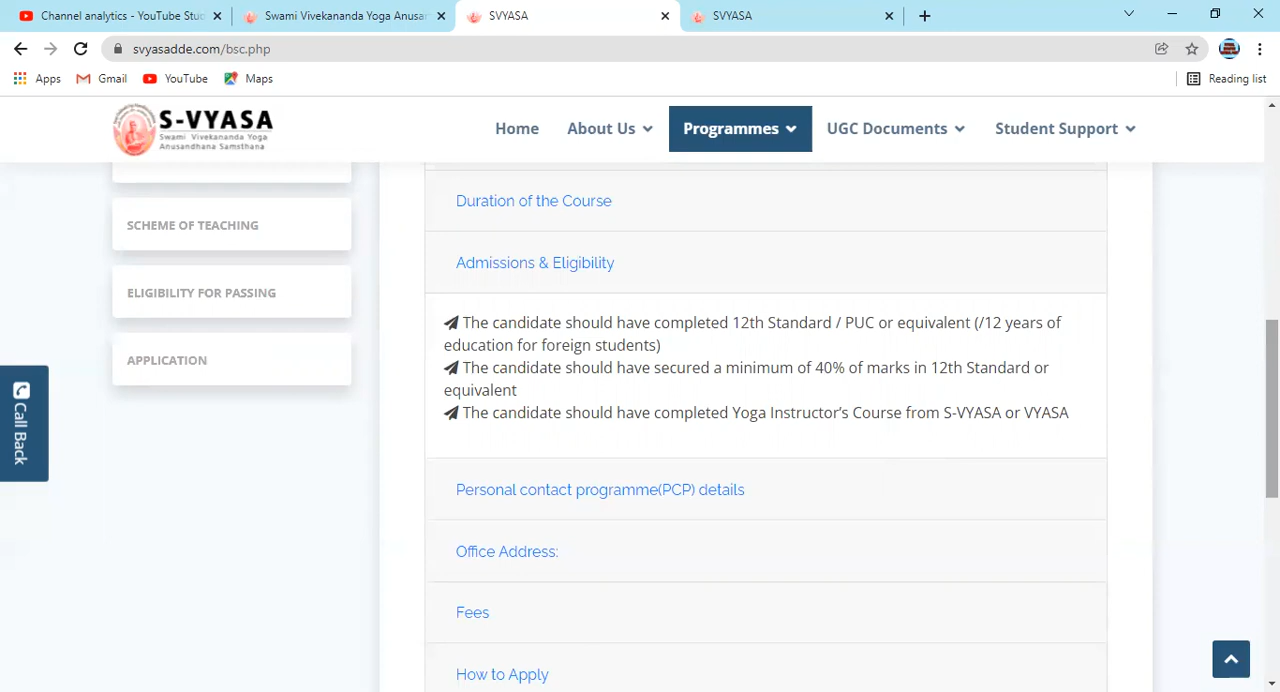 Channel analytics - YouTube Stu
Swami Vivekananda Yoga Anusan
SVYASA
SVYASA
svyasadde.com/bsc.php
Apps
Gmail
YouTube
Maps
Reading list
S-VYASA
Swami Vivekananda Yoga
Anusandhana Samsthana
Home
About Us
Programmes
UGC Documents
Student Support
SCHEME OF TEACHING
ELIGIBILITY FOR PASSING
APPLICATION
Call Back
Duration of the Course
Admissions & Eligibility
The candidate should have completed 12th Standard / PUC or equivalent (/12 years of
education for foreign students)
The candidate should have secured a minimum of 40% of marks in 12th Standard or
equivalent
The candidate should have completed Yoga Instructor’s Course from S-VYASA or VYASA
Personal contact programme(PCP) details
Office Address:
Fees
How to Apply